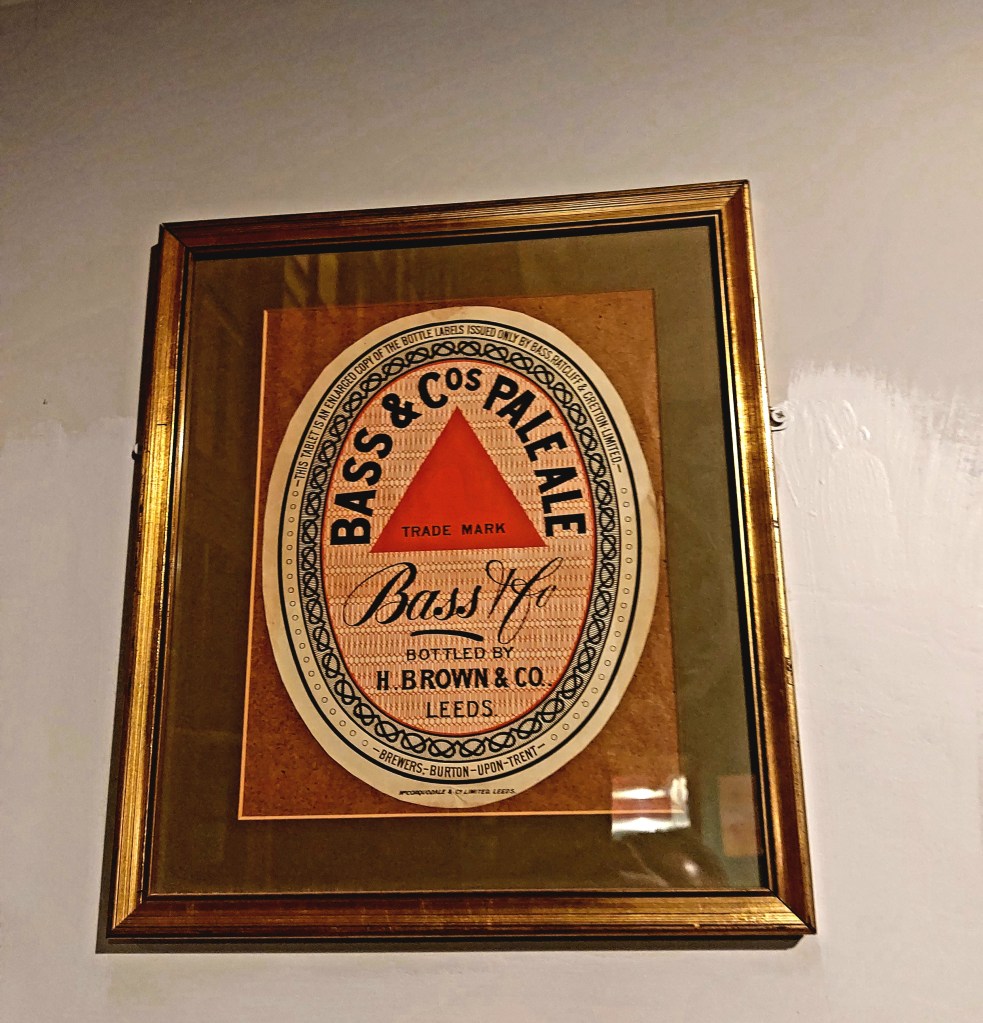 —THIS TABLET IS AN ENLARGED COPY OF THE BOTTLE LABELS ISSUED ONLY BY BASS, RATCLIFF & GRETTON LIMITED.—
BASS & COS PALE ALE
TRADE MARK
Bass & Co
BOTTLED BY
H. BROWN & CO.
LEEDS.
—BREWERS,—BURTON—UPON—TRENT—
McCORQUODALE & Co LIMITED, LEEDS.